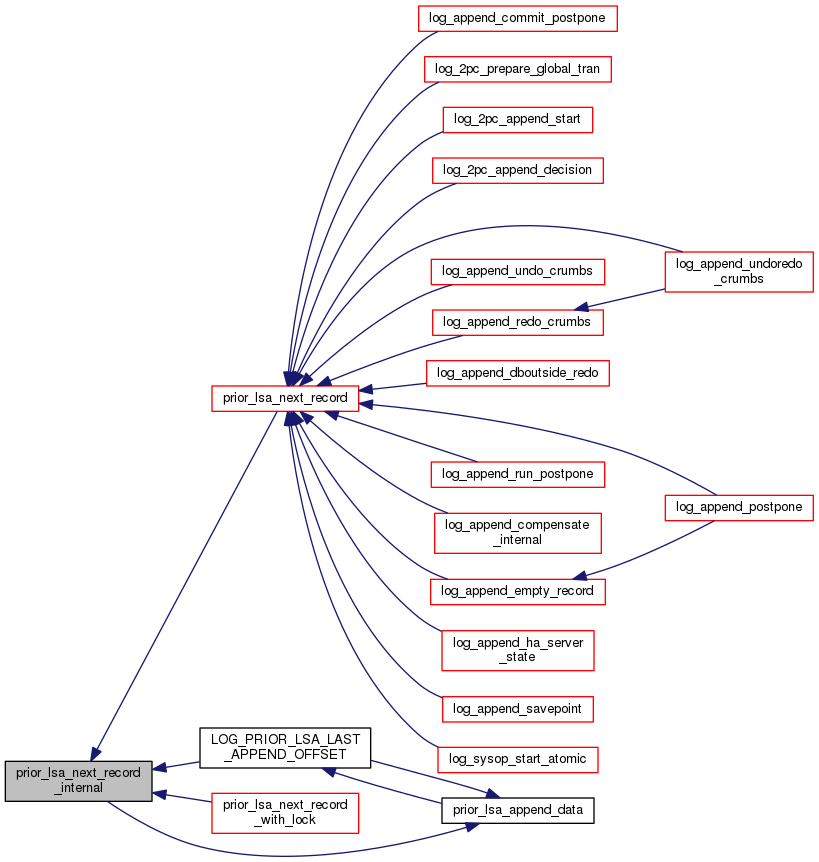 log_append_commit_postpone
log_2pc_prepare_global_tran
log_2pc_append_start
log_2pc_append_decision
log_append_undoredo
_crumbs
log_append_undo_crumbs
log_append_redo_crumbs
log_append_dboutside_redo
prior_lsa_next_record
log_append_run_postpone
log_append_postpone
log_append_compensate
_internal
log_append_empty_record
log_append_ha_server
_state
log_append_savepoint
LOG_PRIOR_LSA_LAST
_APPEND_OFFSET
log_sysop_start_atomic
prior_lsa_next_record
_internal
prior_lsa_next_record
_with_lock
prior_lsa_append_data